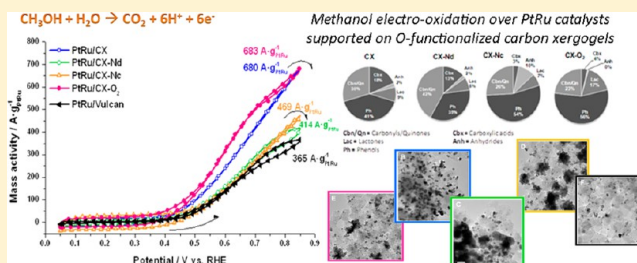 CH₃OH + H₂O → CO₂ + 6H⁺ + 6e⁻
Methanol electro-oxidation over PtRu catalysts
supported on O-functionalized carbon xergogels
Mass activity / A·g⁻¹PtRu
800
700
600
500
400
300
200
100
0
PtRu/CX
PtRu/CX-Nd
PtRu/CX-Nc
PtRu/CX-O₂
PtRu/Vulcan
683 A·g⁻¹PtRu
680 A·g⁻¹PtRu
469 A·g⁻¹PtRu
414 A·g⁻¹PtRu
365 A·g⁻¹PtRu
0.0 0.1 0.2 0.3 0.4 0.5 0.6 0.7 0.8 0.9
Potential / V vs. RHE
CX
CX-Nd
CX-Nc
CX-O₂
Cbn/Qn = Carbonyls/Quinones
Cbx = Carboxylic acids
Lac = Lactones
Anh = Anhydrides
Ph = Phenols